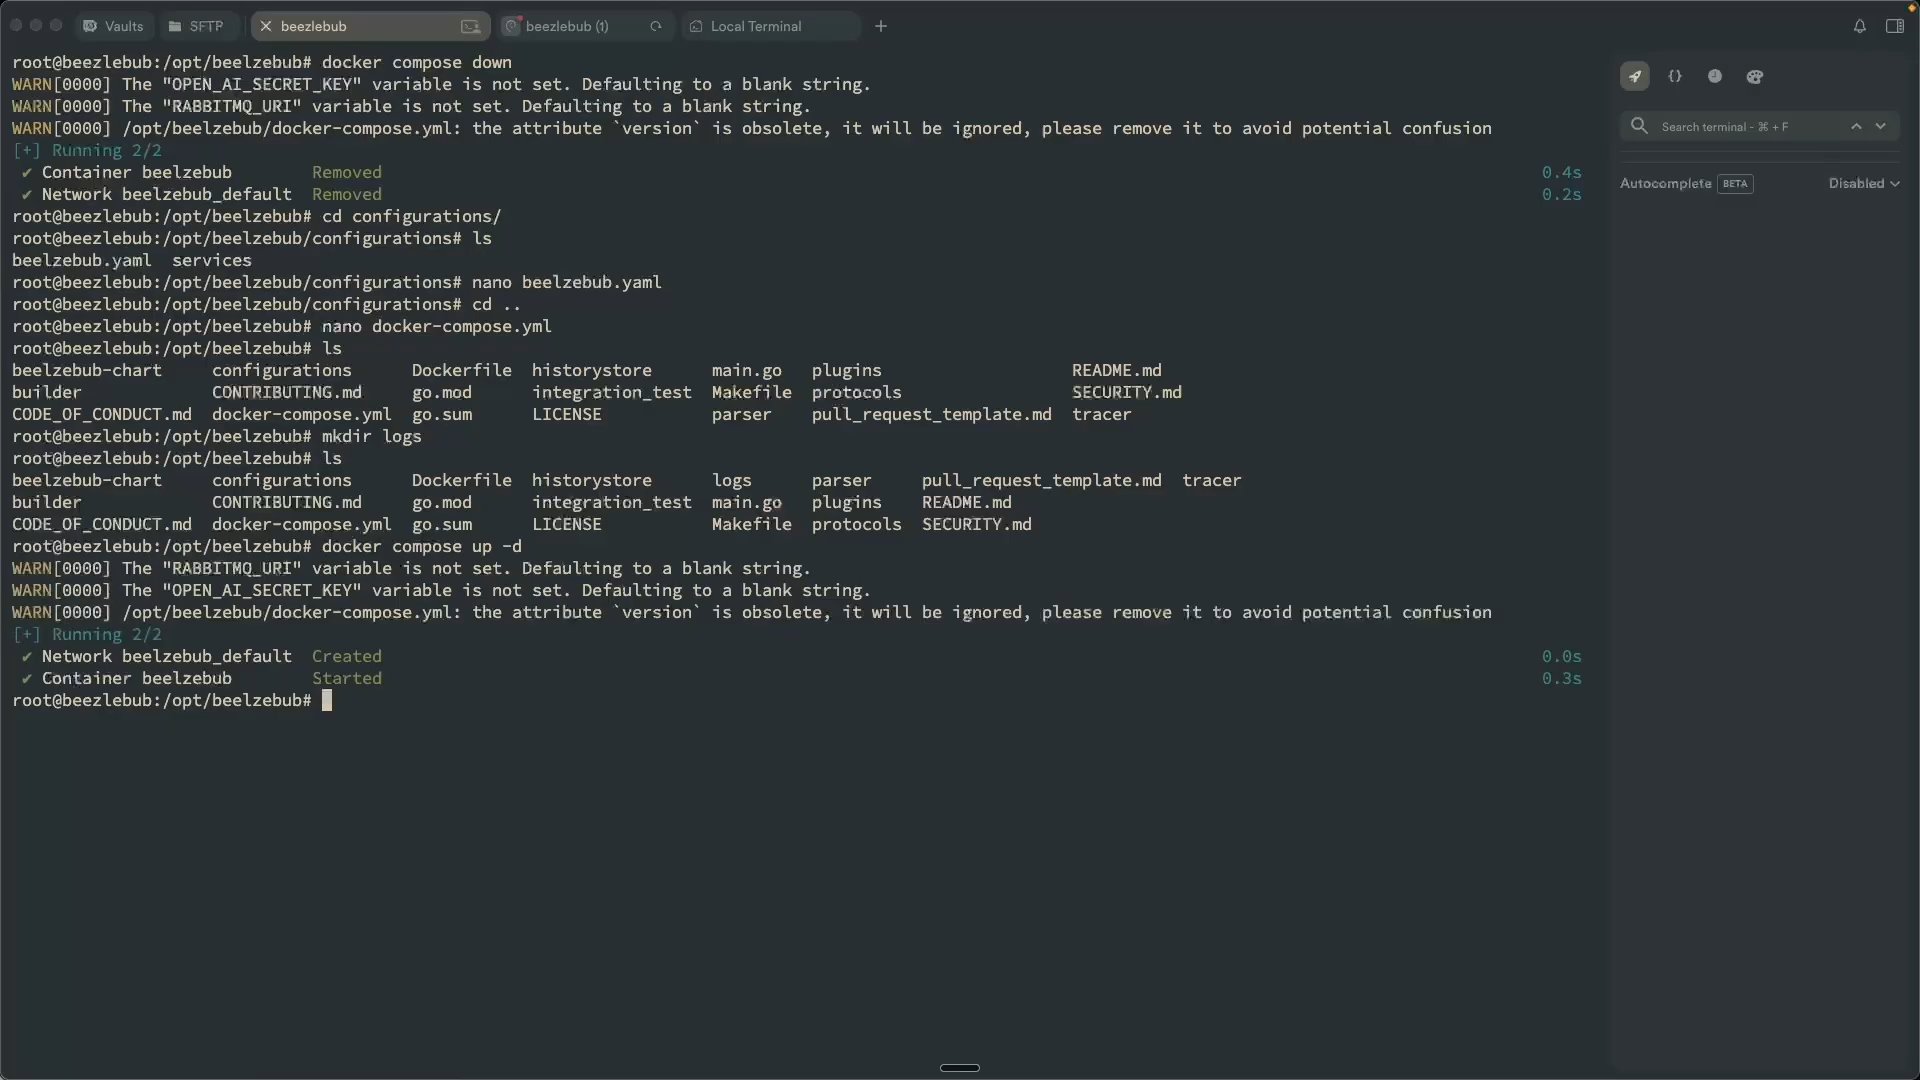 Vaults
SFTP
beezlebub
beezlebub (1)
Local Terminal
root@beezlebub:/opt/beelzebub# docker compose down
WARN[0000] The "OPEN_AI_SECRET_KEY" variable is not set. Defaulting to a blank string.
WARN[0000] The "RABBITMQ_URI" variable is not set. Defaulting to a blank string.
WARN[0000] /opt/beelzebub/docker-compose.yml: the attribute `version` is obsolete, it will be ignored, please remove it to avoid potential confusion
[+] Running 2/2
✔ Container beelzebub Removed 0.4s
✔ Network beelzebub_default Removed 0.2s
root@beezlebub:/opt/beelzebub# cd configurations/
root@beezlebub:/opt/beelzebub/configurations# ls
beelzebub.yaml services
root@beezlebub:/opt/beelzebub/configurations# nano beelzebub.yaml
root@beezlebub:/opt/beelzebub/configurations# cd ..
root@beezlebub:/opt/beelzebub# nano docker-compose.yml
root@beezlebub:/opt/beelzebub# ls
beelzebub-chart configurations Dockerfile historystore main.go plugins README.md
builder CONTRIBUTING.md go.mod integration_test Makefile protocols SECURITY.md
CODE_OF_CONDUCT.md docker-compose.yml go.sum LICENSE parser pull_request_template.md tracer
root@beezlebub:/opt/beelzebub# mkdir logs
root@beezlebub:/opt/beelzebub# ls
beelzebub-chart configurations Dockerfile historystore logs parser pull_request_template.md tracer
builder CONTRIBUTING.md go.mod integration_test main.go plugins README.md
CODE_OF_CONDUCT.md docker-compose.yml go.sum LICENSE Makefile protocols SECURITY.md
root@beezlebub:/opt/beelzebub# docker compose up -d
WARN[0000] The "RABBITMQ_URI" variable is not set. Defaulting to a blank string.
WARN[0000] The "OPEN_AI_SECRET_KEY" variable is not set. Defaulting to a blank string.
WARN[0000] /opt/beelzebub/docker-compose.yml: the attribute `version` is obsolete, it will be ignored, please remove it to avoid potential confusion
[+] Running 2/2
✔ Network beelzebub_default Created 0.0s
✔ Container beelzebub Started 0.3s
root@beezlebub:/opt/beelzebub#
{}
Search terminal - ⌘ + F
Autocomplete BETA Disabled